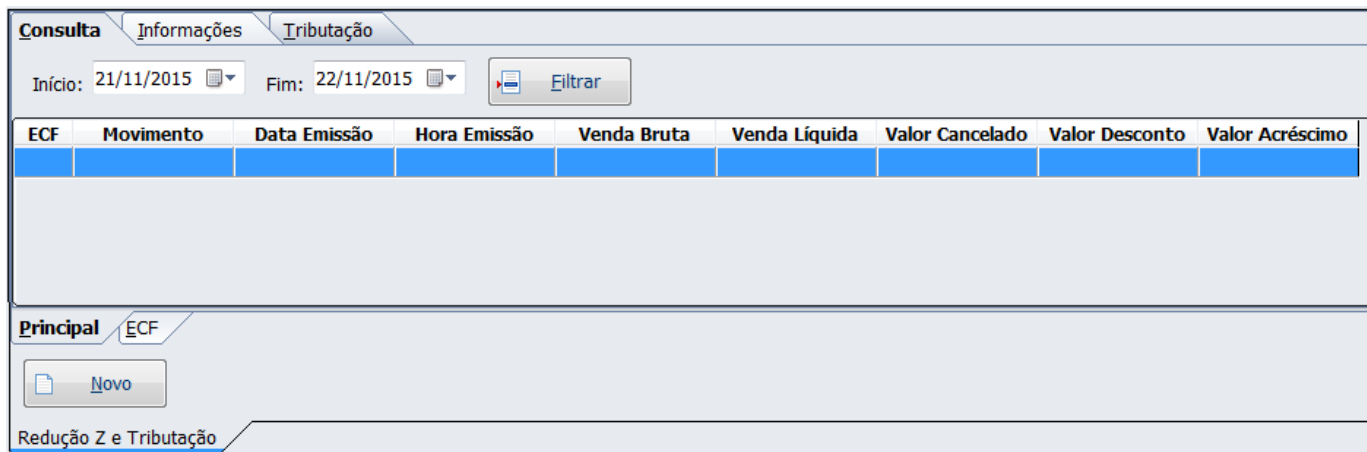 Consulta Informações Tributação
Início: 21/11/2015 Fim: 22/11/2015 Filtrar
ECF Movimento Data Emissão Hora Emissão Venda Bruta Venda Líquida Valor Cancelado Valor Desconto Valor Acréscimo
Principal ECF
Novo
Redução Z e Tributação